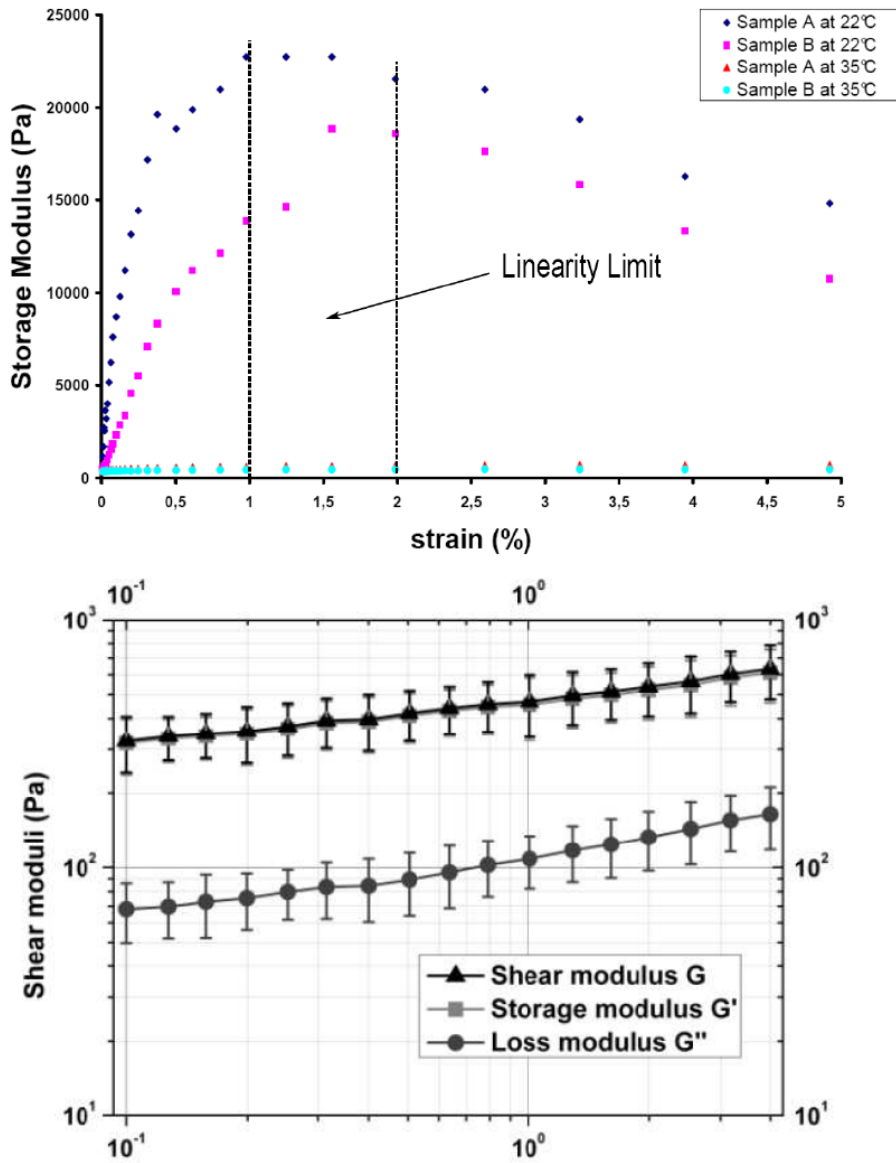 Sample A at 22°C
Sample B at 22°C
Sample A at 35°C
Sample B at 35°C
Storage Modulus (Pa)
25000
20000
15000
10000
5000
0
Linearity Limit
0 0,5 1 1,5 2 2,5 3 3,5 4 4,5 5
strain (%)
10⁻¹ 10⁰
10³ 10³
Shear moduli (Pa)
10² 10²
Shear modulus G
Storage modulus G'
Loss modulus G"
10¹ 10¹
10⁻¹ 10⁰